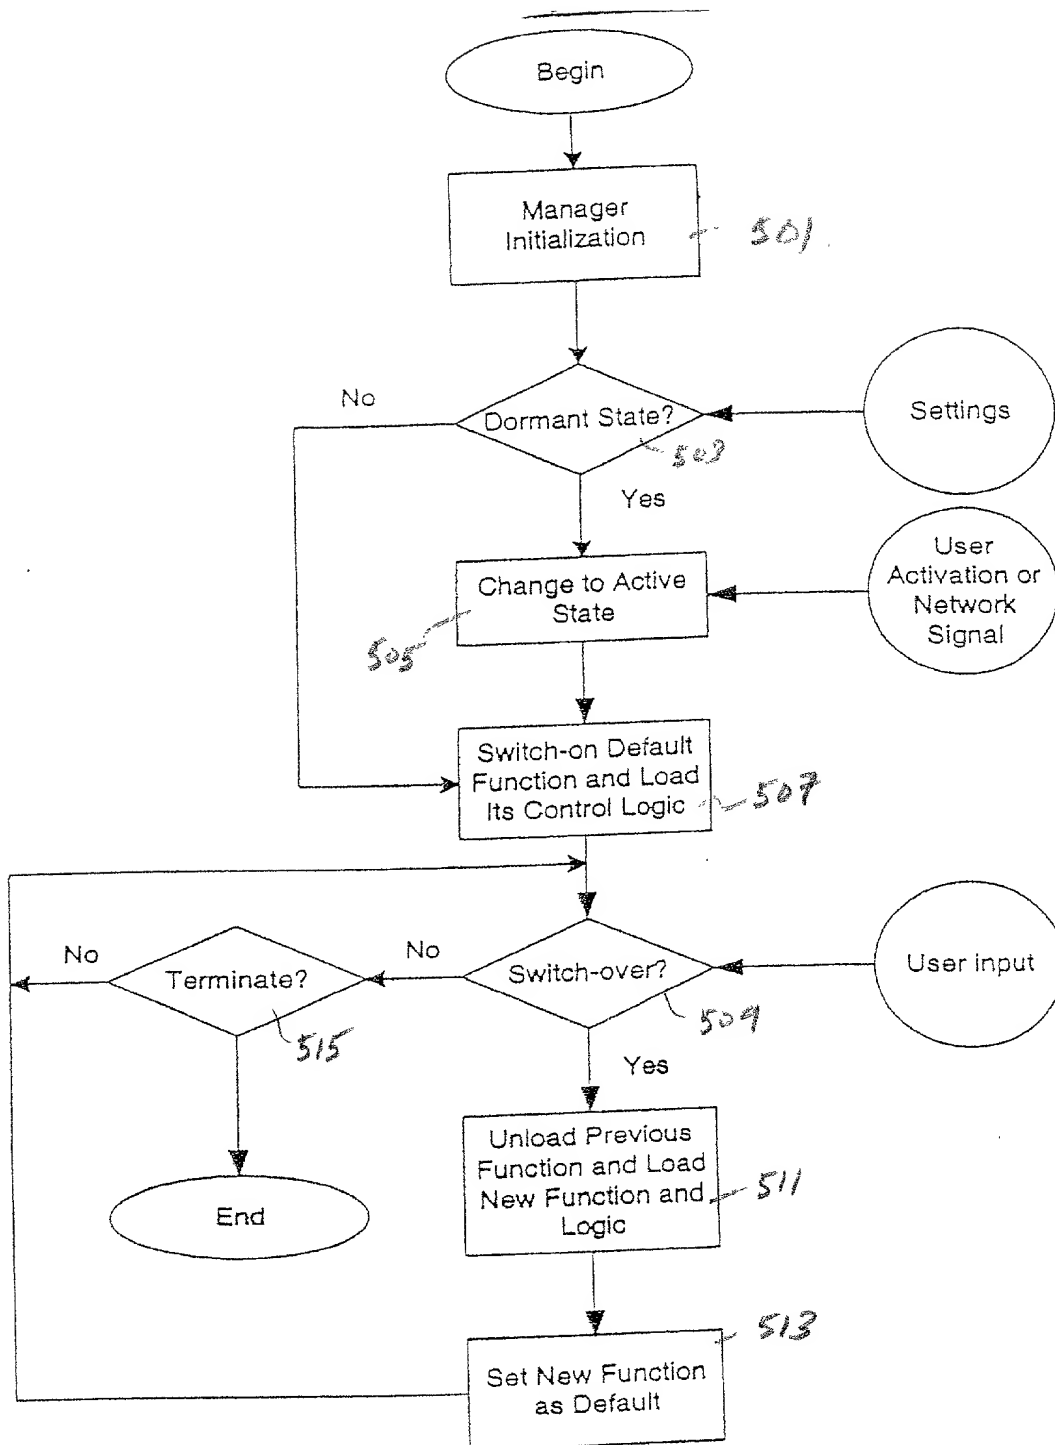 Begin
Manager
Initialization
501
No
Dormant State?
503
Settings
Yes
User
Activation or
Network
Signal
Change to Active
State
505
Switch-on Default
Function and Load
Its Control Logic
507
No
Terminate?
515
No
Switch-over?
509
User input
Yes
Unload Previous
Function and Load
New Function and
Logic
511
End
513
Set New Function
as Default